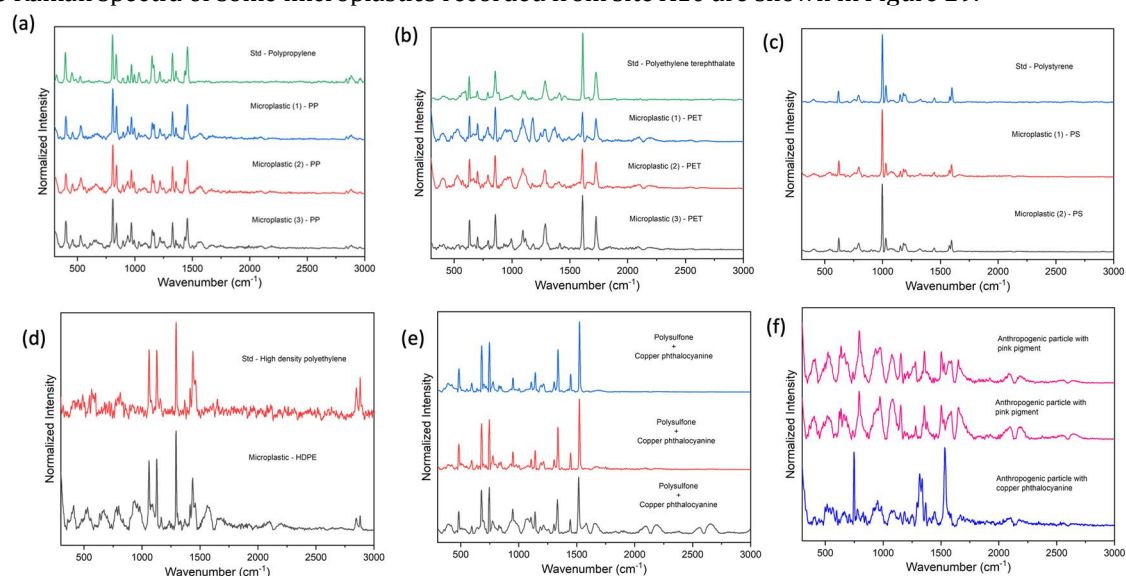 (a)
Std - Polypropylene
Microplastic (1) - PP
Microplastic (2) - PP
Microplastic (3) - PP
Normalized Intensity
500 1000 1500 2000 2500 3000
Wavenumber (cm-1)
(b)
Std - Polyethylene terephthalate
Microplastic (1) - PET
Microplastic (2) - PET
Microplastic (3) - PET
Normalized Intensity
500 1000 1500 2000 2500 3000
Wavenumber (cm-1)
(c)
Std - Polystyrene
Microplastic (1) - PS
Microplastic (2) - PS
Normalized Intensity
500 1000 1500 2000 2500 3000
Wavenumber (cm-1)
(d)
Std - High density polyethylene
Microplastic - HDPE
Normalized Intensity
500 1000 1500 2000 2500 3000
Wavenumber (cm-1)
(e)
Polysulfone
+
Copper phthalocyanine
Polysulfone
+
Copper phthalocyanine
Polysulfone
+
Copper phthalocyanine
Normalized Intensity
500 1000 1500 2000 2500 3000
Wavenumber (cm-1)
(f)
Anthropogenic particle with
pink pigment
Anthropogenic particle with
pink pigment
Anthropogenic particle with
copper phthalocyanine
Normalized Intensity
500 1000 1500 2000 2500 3000
Wavenumber (cm-1)